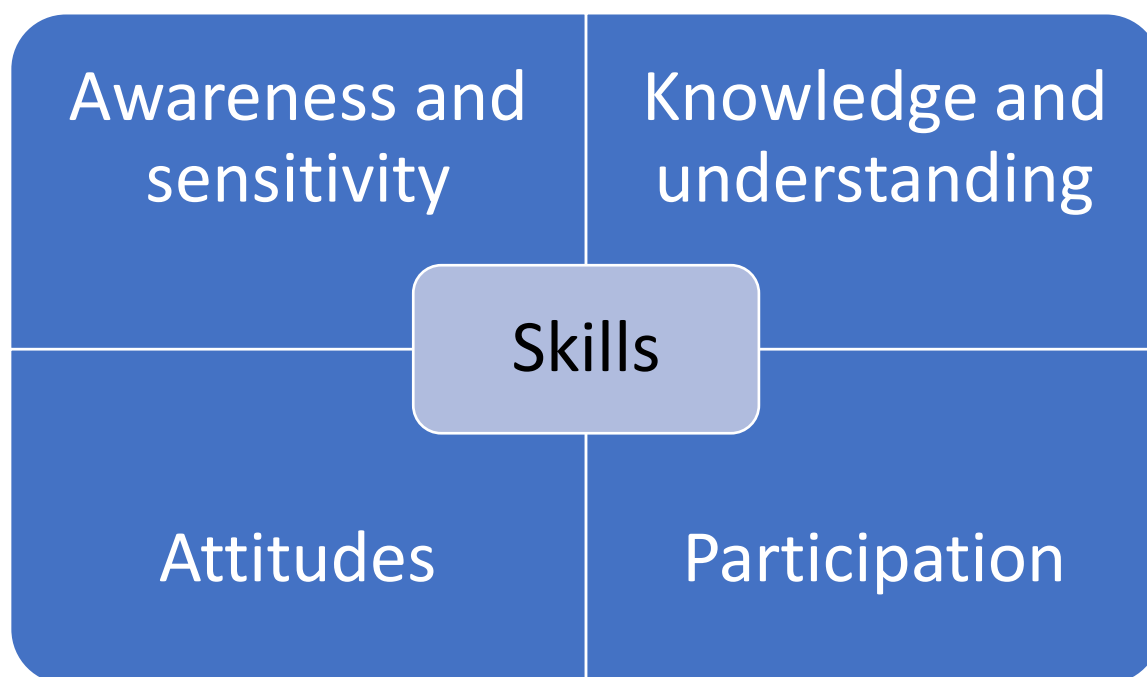 Awareness and
sensitivity
Knowledge and
understanding
Skills
Attitudes
Participation